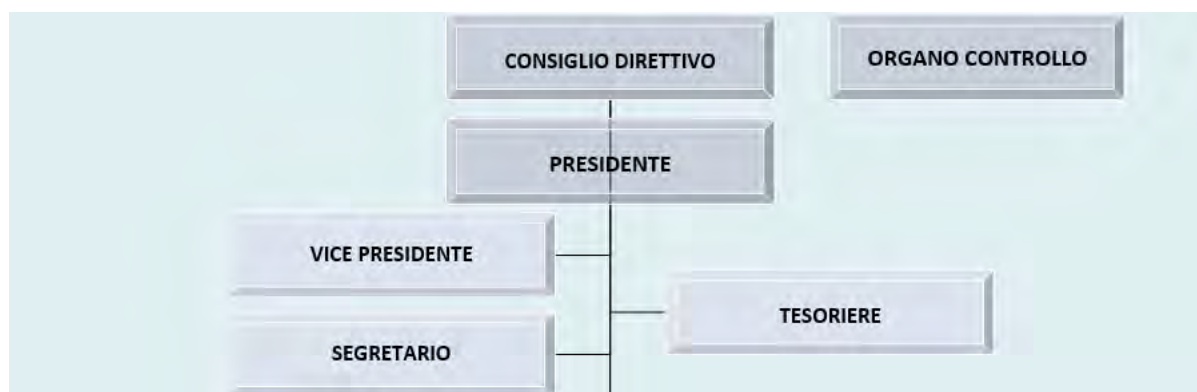 CONSIGLIO DIRETTIVO
ORGANO CONTROLLO
PRESIDENTE
VICE PRESIDENTE
TESORIERE
SEGRETARIO